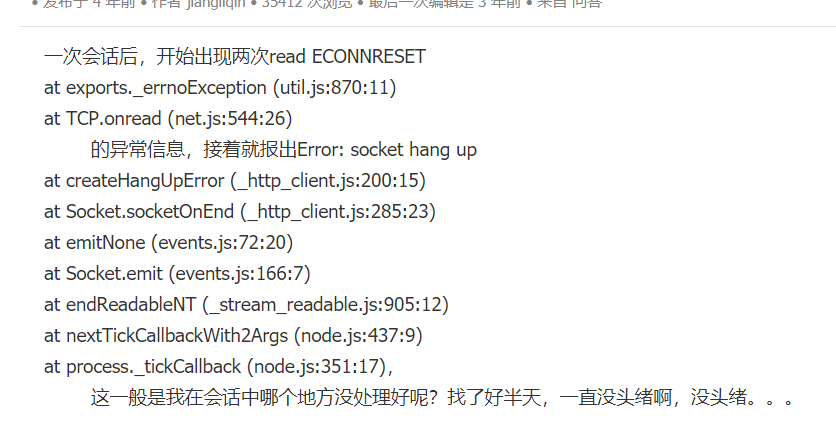 • 发布于 4 年前 • 作者 jiangliqin • 35412 次浏览 • 最后一次编辑是 3 年前 • 来自 问答
一次会话后，开始出现两次read ECONNRESET
at exports._errnoException (util.js:870:11)
at TCP.onread (net.js:544:26)
的异常信息，接着就报出Error: socket hang up
at createHangUpError (_http_client.js:200:15)
at Socket.socketOnEnd (_http_client.js:285:23)
at emitNone (events.js:72:20)
at Socket.emit (events.js:166:7)
at endReadableNT (_stream_readable.js:905:12)
at nextTickCallbackWith2Args (node.js:437:9)
at process._tickCallback (node.js:351:17)，
这一般是我在会话中哪个地方没处理好呢？找了好半天，一直没头绪啊，没头绪。。。